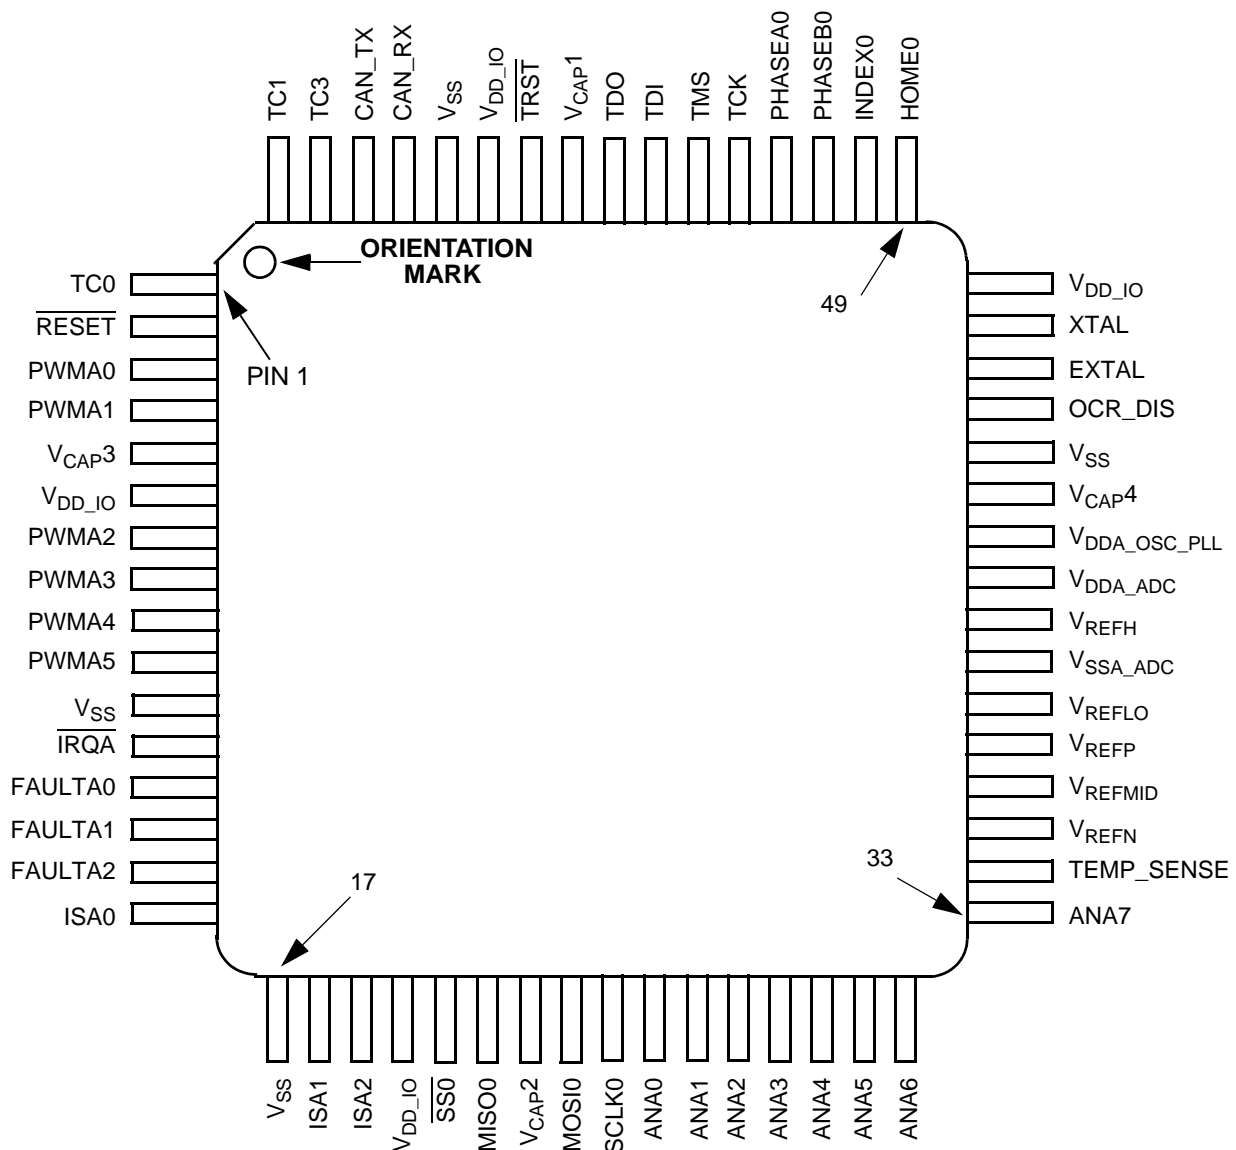 TC1
TC3
CAN_TX
CAN_RX
VSS
VDD_IO
TRST
VCAP1
TDO
TDI
TMS
TCK
PHASEA0
PHASEB0
INDEX0
HOME0
ORIENTATION
MARK
PIN 1
49
17
33
TC0
RESET
PWMA0
PWMA1
VCAP3
VDD_IO
PWMA2
PWMA3
PWMA4
PWMA5
VSS
IRQA
FAULTA0
FAULTA1
FAULTA2
ISA0
VDD_IO
XTAL
EXTAL
OCR_DIS
VSS
VCAP4
VDDA_OSC_PLL
VDDA_ADC
VREFH
VSSA_ADC
VREFLO
VREFP
VREFMID
VREFN
TEMP_SENSE
ANA7
VSS
ISA1
ISA2
VDD_IO
SS0
MISO0
VCAP2
MOSI0
SCLK0
ANA0
ANA1
ANA2
ANA3
ANA4
ANA5
ANA6